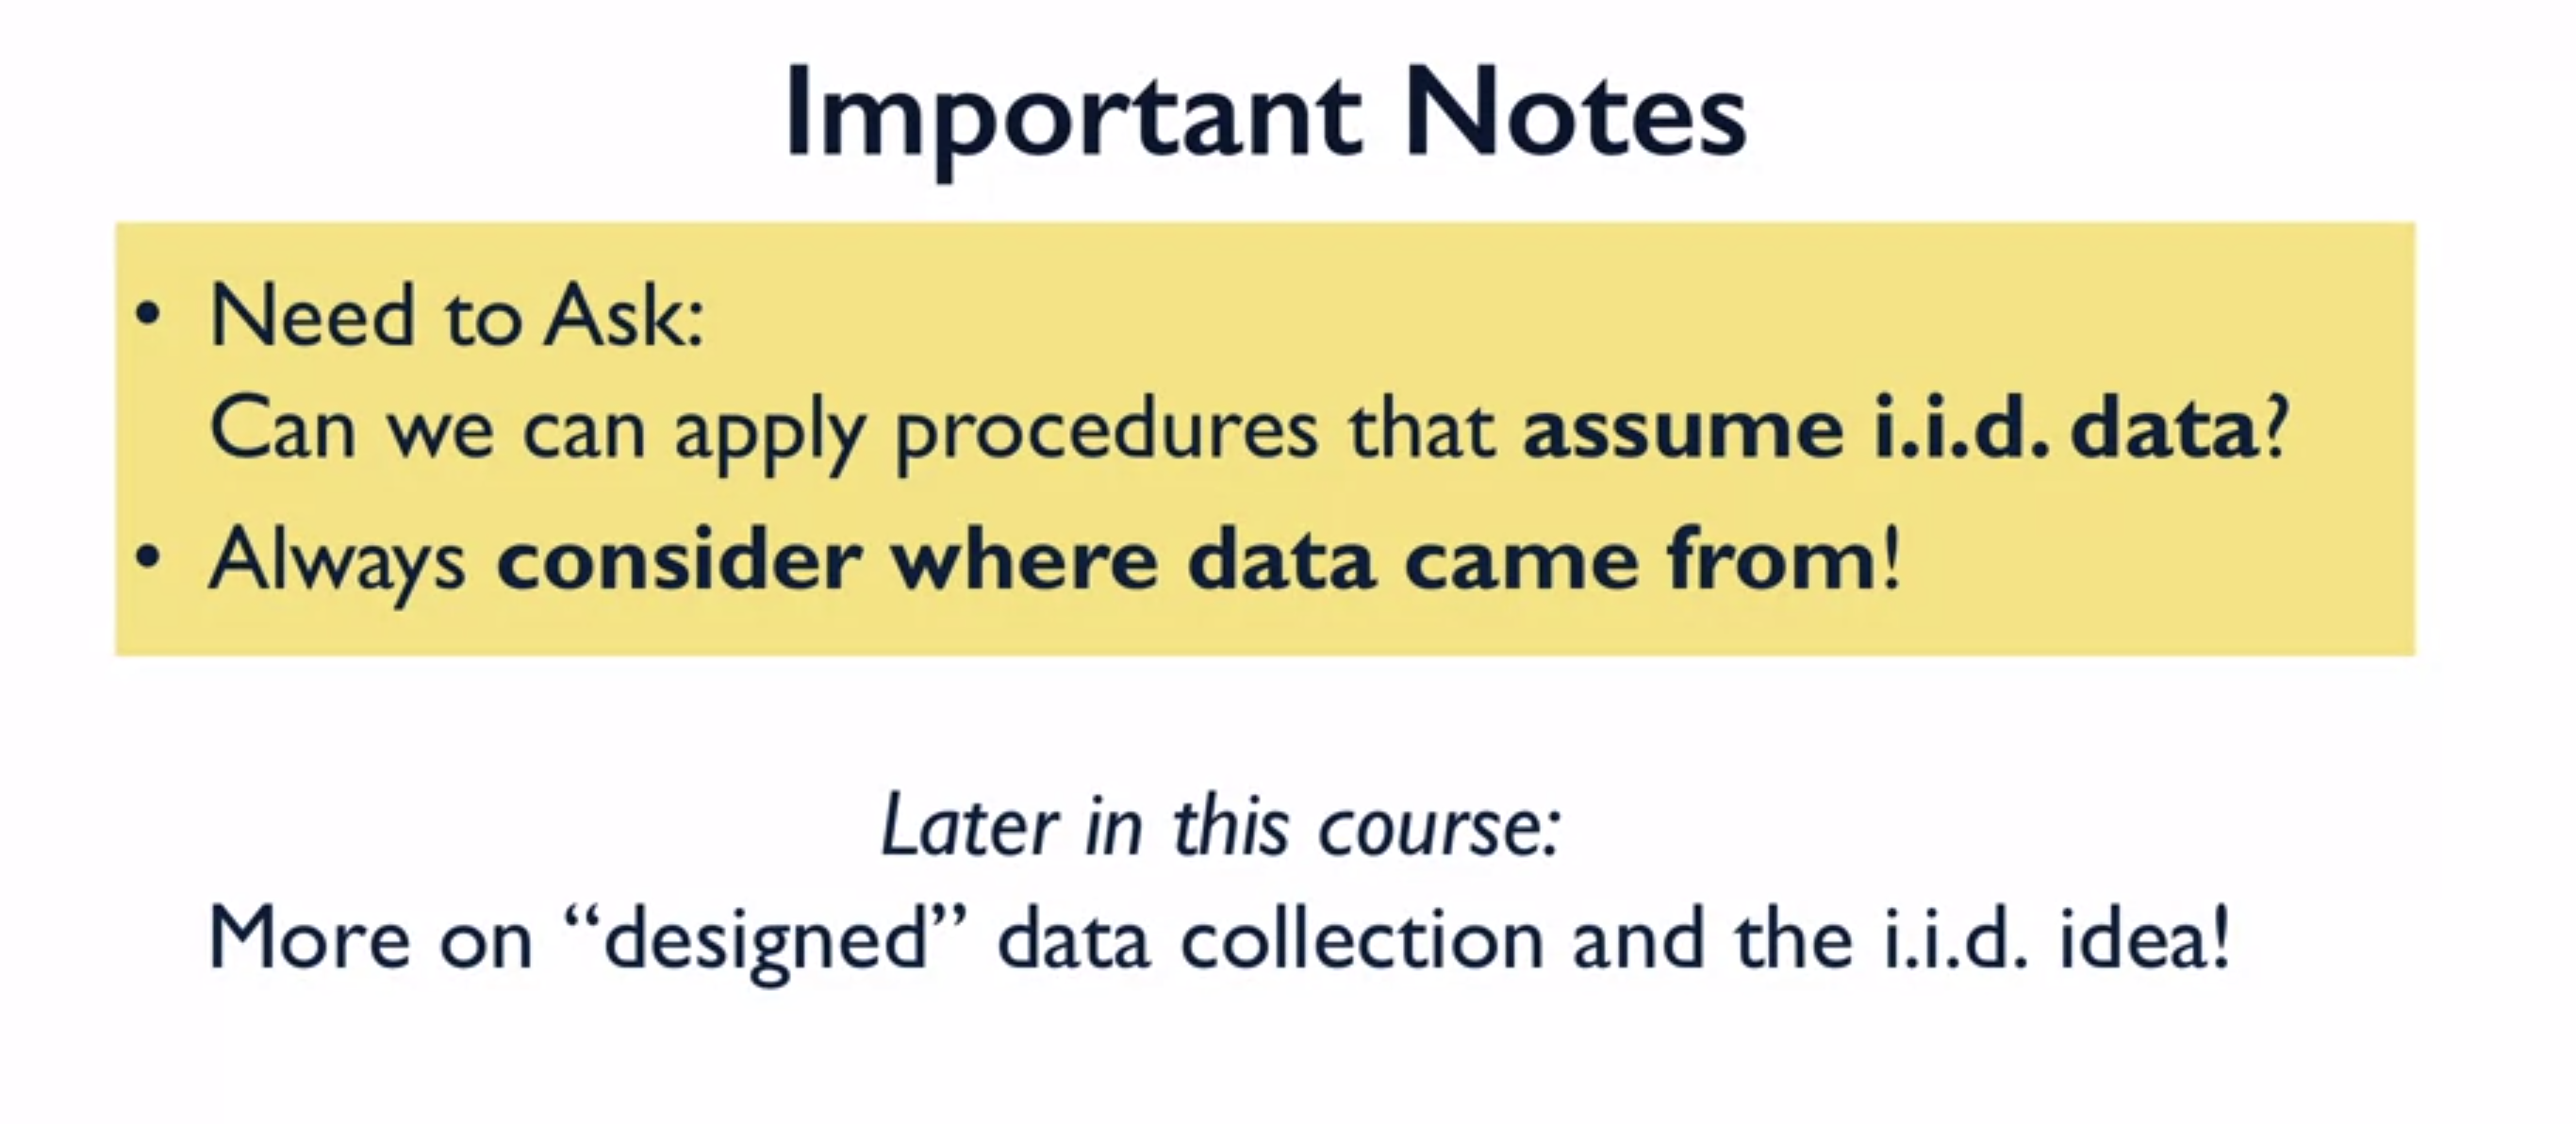 Important Notes
• Need to Ask:
Can we can apply procedures that assume i.i.d. data?
• Always consider where data came from!
Later in this course:
More on “designed” data collection and the i.i.d. idea!